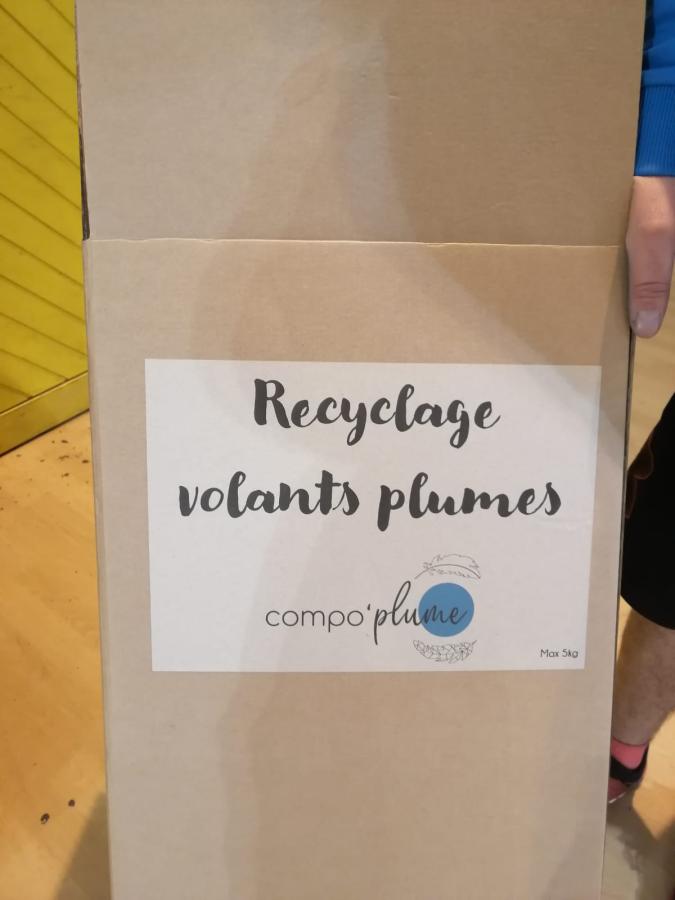 Recyclage
volants plumes
compo'plume
Max 5kg